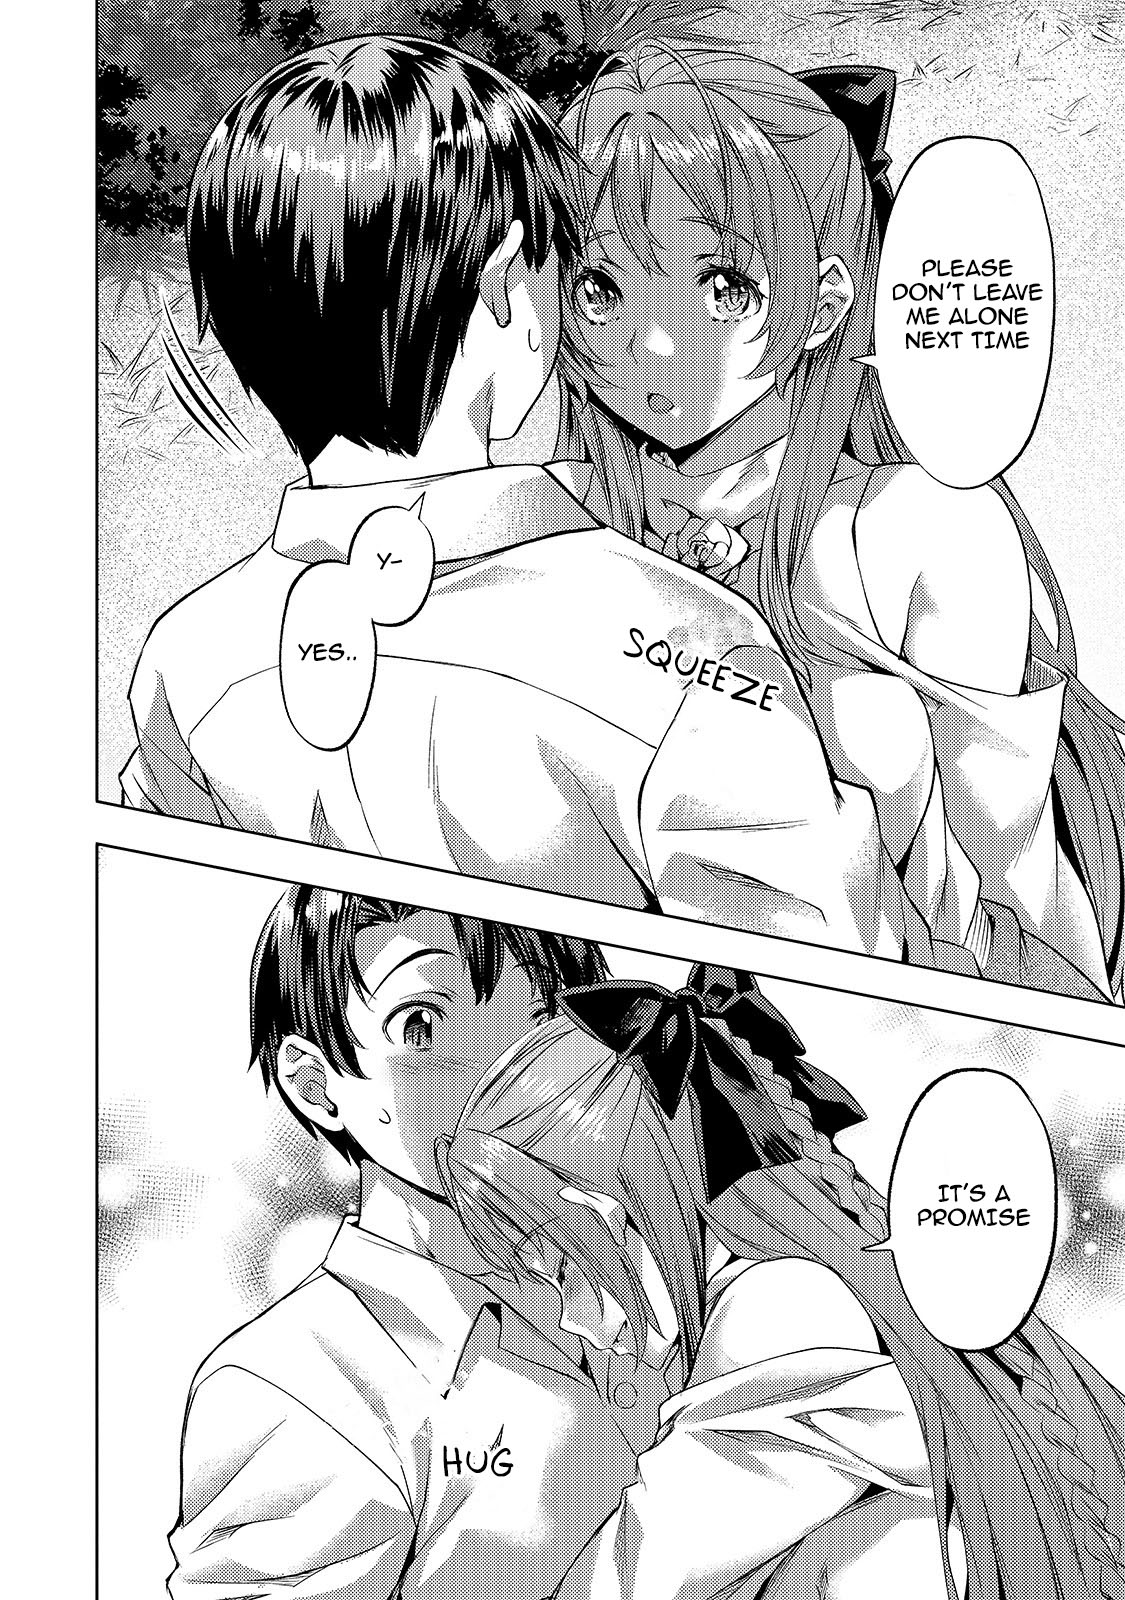 PLEASE
DON'T LEAVE
ME ALONE
NEXT TIME
Y-
YES..
SQUEEZE
IT'S A
PROMISE
HUG